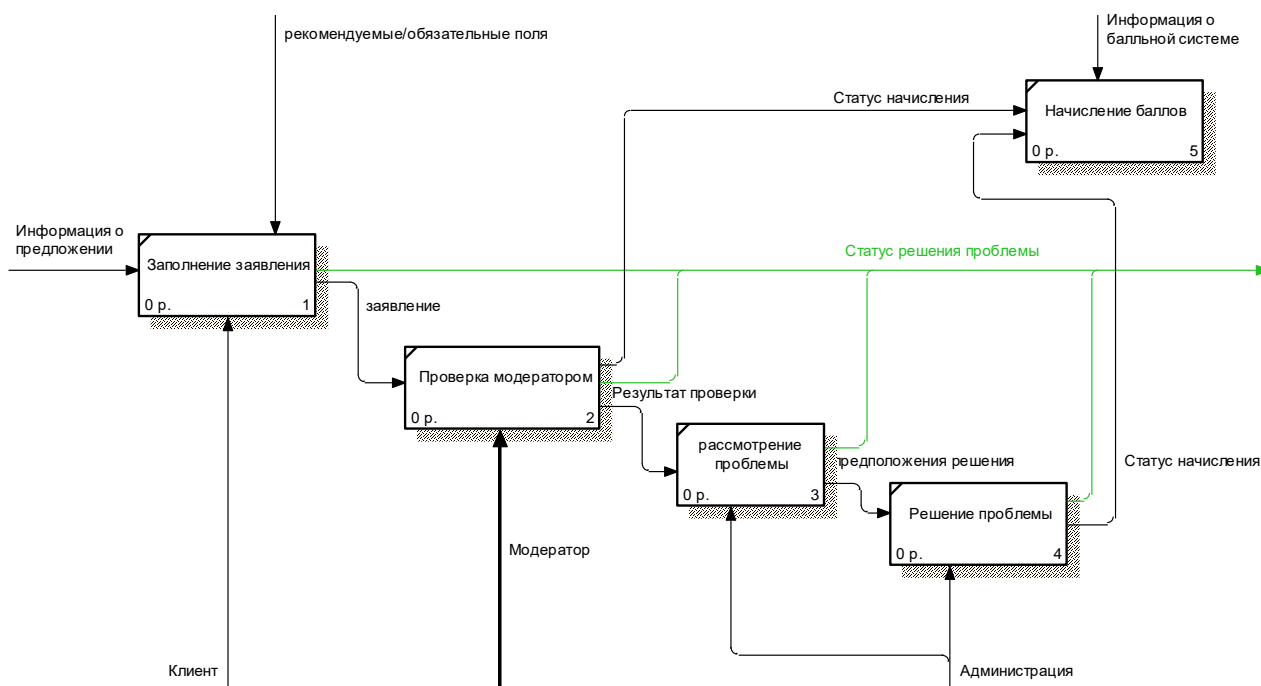 рекомендуемые/обязательные поля
Информация о
балльной системе
Статус начисления
Начисление баллов
0 р.
5
Информация о
предложении
Заполнение заявления
0 р.
1
Статус решения проблемы
заявление
Проверка модератором
0 р.
2
Результат проверки
рассмотрение
проблемы
0 р.
3
редположения решения
Статус начисления
Решение проблемы
0 р.
4
Модератор
Клиент
Администрация